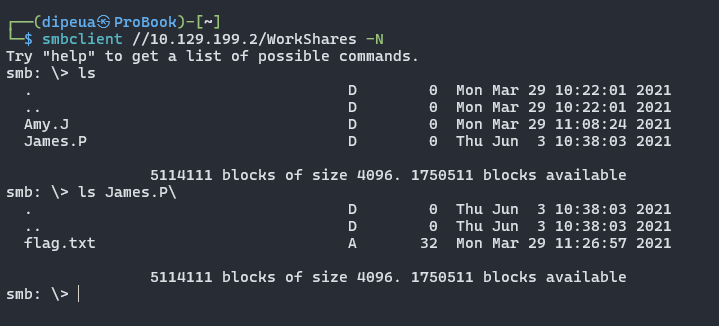 ┌──(dipeua㉿ProBook)-[~]
└─$ smbclient //10.129.199.2/WorkShares -N
Try "help" to get a list of possible commands.
smb: \> ls
  .                                   D        0  Mon Mar 29 10:22:01 2021
  ..                                  D        0  Mon Mar 29 10:22:01 2021
  Amy.J                               D        0  Mon Mar 29 11:08:24 2021
  James.P                             D        0  Thu Jun  3 10:38:03 2021
                5114111 blocks of size 4096. 1750511 blocks available
smb: \> ls James.P\
  .                                   D        0  Thu Jun  3 10:38:03 2021
  ..                                  D        0  Thu Jun  3 10:38:03 2021
  flag.txt                            A       32  Mon Mar 29 11:26:57 2021
                5114111 blocks of size 4096. 1750511 blocks available
smb: \>